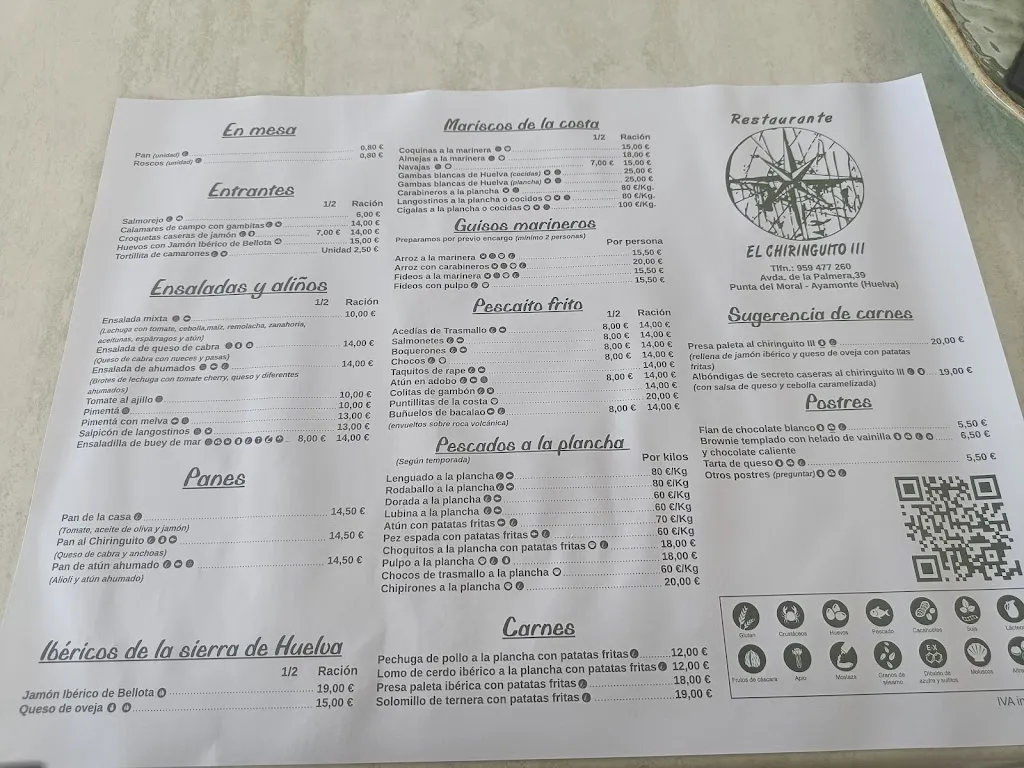 En mesa
Pan (unidad) 0,80 €
Roscos (unidad) 0,80 €
Entrantes
1/2 Ración
Salmorejo 6,00 €
Calamares de campo con gambitas 14,00 €
Croquetas caseras de jamón 7,00 € 14,00 €
Huevos con Jamón Ibérico de Bellota 15,00 €
Tortillita de camarones Unidad 2,50 €
Ensaladas y aliños
1/2 Ración
Ensalada mixta 10,00 €
(Lechuga con tomate, cebolla,maíz, remolacha, zanahoria,
aceitunas, espárragos y atún)
Ensalada de queso de cabra 14,00 €
(Queso de cabra con nueces y pasas)
Ensalada de ahumados 14,00 €
(Brotes de lechuga con tomate cherry, queso y diferentes
ahumados)
Tomate al ajillo 10,00 €
Pimentá 10,00 €
Pimentá con melva 13,00 €
Salpicón de langostinos 13,00 €
Ensaladilla de buey de mar 8,00 € 14,00 €
Panes
Pan de la casa 14,50 €
(Tomate, aceite de oliva y jamón)
Pan al Chiringuito 14,50 €
(Queso de cabra y anchoas)
Pan de atún ahumado 14,50 €
(Alioli y atún ahumado)
Ibéricos de la sierra de Huelva
1/2 Ración
Jamón Ibérico de Bellota 19,00 €
Queso de oveja 15,00 €
Mariscos de la costa
1/2 Ración
Coquinas a la marinera 15,00 €
Almejas a la marinera 18,00 €
Navajas 7,00 € 15,00 €
Gambas blancas de Huelva (cocidas) 25,00 €
Gambas blancas de Huelva (plancha) 25,00 €
Carabineros a la plancha 80 €/Kg.
Langostinos a la plancha o cocidos 80 €/Kg.
Cigalas a la plancha o cocidas 100 €/Kg.
Guisos marineros
Preparamos por previo encargo (mínimo 2 personas)
Por persona
Arroz a la marinera 15,50 €
Arroz con carabineros 20,00 €
Fideos a la marinera 15,50 €
Fideos con pulpo 15,50 €
Pescaito frito
1/2 Ración
Acedías de Trasmallo 8,00 € 14,00 €
Salmonetes 8,00 € 14,00 €
Boquerones 8,00 € 14,00 €
Chocos 8,00 € 14,00 €
Taquitos de rape 14,00 €
Atún en adobo 8,00 € 14,00 €
Colitas de gambón 14,00 €
Puntillitas de la costa 20,00 €
Buñuelos de bacalao 8,00 € 14,00 €
(envueltos sobre roca volcánica)
Pescados a la plancha
(Según temporada) Por kilos
Lenguado a la plancha 80 €/Kg
Rodaballo a la plancha 80 €/Kg
Dorada a la plancha 60 €/Kg
Lubina a la plancha 60 €/Kg
Atún con patatas fritas 70 €/Kg
Pez espada con patatas fritas 60 €/Kg
Choquitos a la plancha con patatas fritas 18,00 €
Pulpo a la plancha 18,00 €
Chocos de trasmallo a la plancha 60 €/Kg
Chipirones a la plancha 20,00 €
Carnes
Pechuga de pollo a la plancha con patatas fritas 12,00 €
Lomo de cerdo ibérico a la plancha con patatas fritas 12,00 €
Presa paleta ibérica con patatas fritas 18,00 €
Solomillo de ternera con patatas fritas 19,00 €
Restaurante
EL CHIRINGUITO III
Tlfn.: 959 477 260
Avda. de la Palmera,39
Punta del Moral - Ayamonte (Huelva)
Sugerencia de carnes
Presa paleta al chiringuito III 20,00 €
(rellena de jamón ibérico y queso de oveja con patatas
fritas)
Albóndigas de secreto caseras al chiringuito III 19,00 €
(con salsa de queso y cebolla caramelizada)
Postres
Flan de chocolate blanco 5,50 €
Brownie templado con helado de vainilla 6,50 €
y chocolate caliente
Tarta de queso 5,50 €
Otros postres (preguntar)
Gluten Crustáceos Huevos Pescado Cacahuetes Soja Lácteos
Frutos de cáscara Apio Mostaza Granos de sésamo Dióxido de azufre y sulfitos Moluscos
IVA in